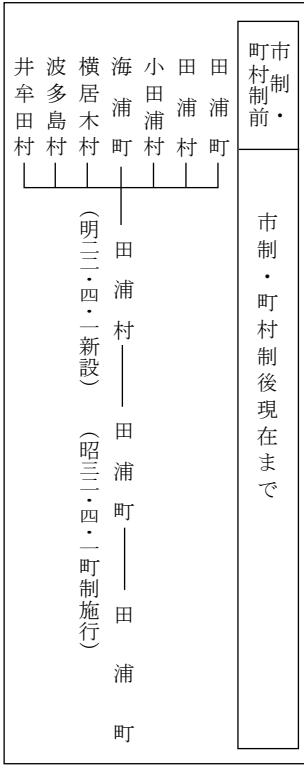 市制・
町村制前
市制・町村制後現在まで
田浦町
田浦村
小田浦村
海浦町
横居木村
波多島村
井牟田村
田浦村
(明二二・四・一新設)
田浦町
(昭三二・四・一町制施行)
田浦町